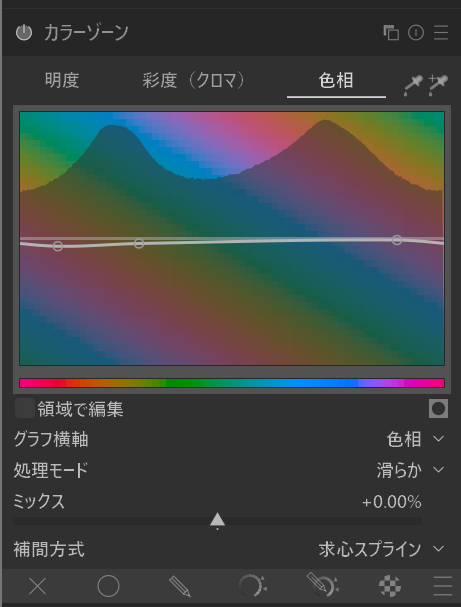 カラーゾーン
明度 彩度（クロマ） 色相
領域で編集
グラフ横軸 色相
処理モード 滑らか
ミックス +0.00%
補間方式 求心スプライン